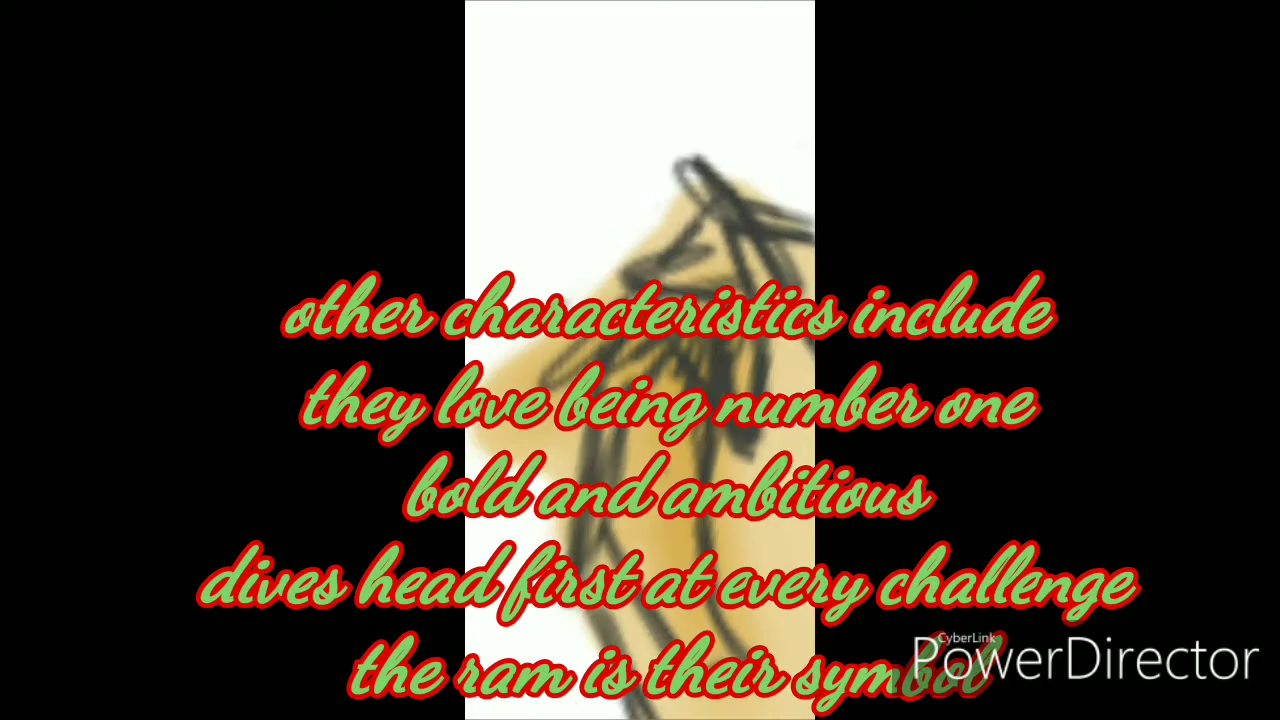 other characteristics include
they love being number one
bold and ambitious
dives head first at every challenge
the ram is their symbol
CyberLink
PowerDirector